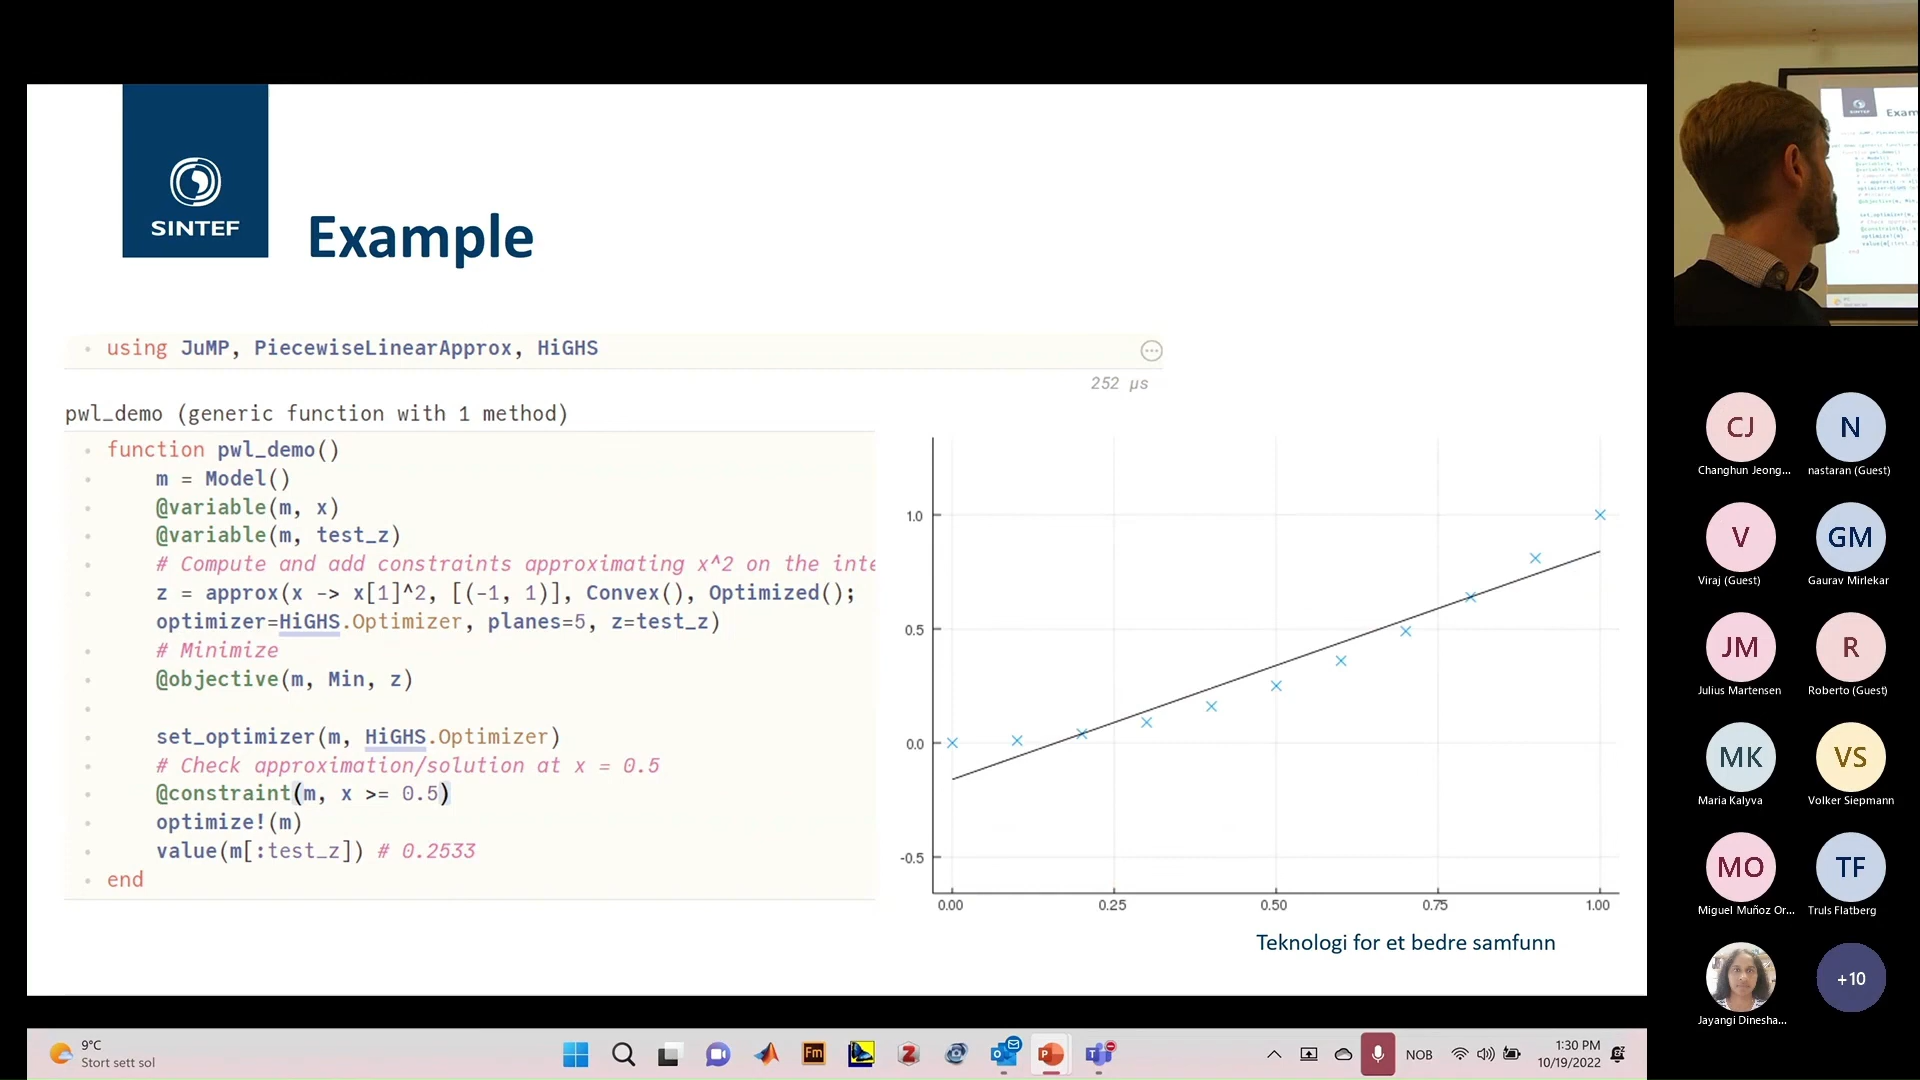 SINTEF
Example
using JuMP, PiecewiseLinearApprox, HiGHS
252 μs
pwl_demo (generic function with 1 method)
function pwl_demo()
m = Model()
@variable(m, x)
@variable(m, test_z)
# Compute and add constraints approximating x^2 on the inte
z = approx(x -> x[1]^2, [(-1, 1)], Convex(), Optimized();
optimizer=HiGHS.Optimizer, planes=5, z=test_z)
# Minimize
@objective(m, Min, z)
set_optimizer(m, HiGHS.Optimizer)
# Check approximation/solution at x = 0.5
@constraint(m, x >= 0.5)
optimize!(m)
value(m[:test_z]) # 0.2533
end
1.0
0.5
0.0
-0.5
0.00 0.25 0.50 0.75 1.00
Teknologi for et bedre samfunn
CJ N
Changhun Jeong... nastaran (Guest)
V GM
Viraj (Guest) Gaurav Mirlekar
JM R
Julius Martensen Roberto (Guest)
MK VS
Maria Kalyva Volker Siepmann
MO TF
Miguel Muñoz Or... Truls Flatberg
+10
Jayangi Dinesha...
9°C
Stort sett sol
Fm
Z
NOB
1:30 PM
10/19/2022